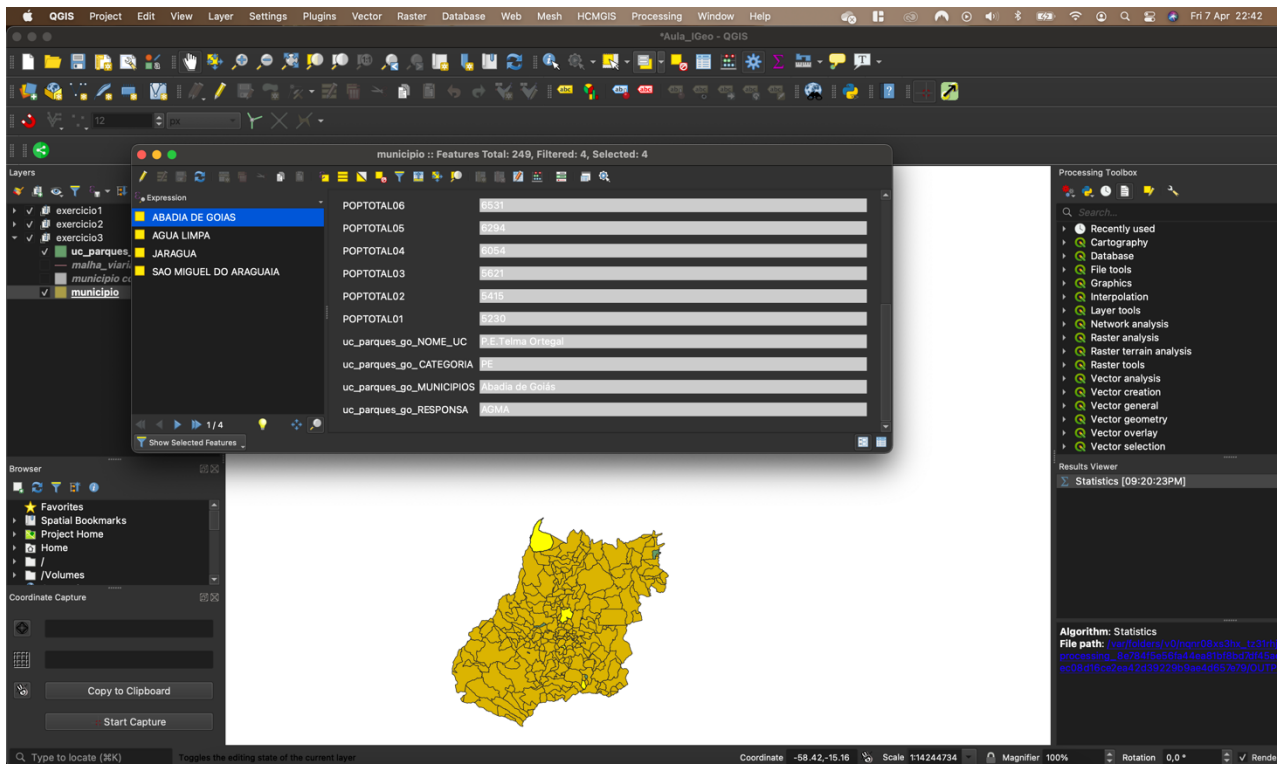 QGIS Project Edit View Layer Settings Plugins Vector Raster Database Web Mesh HCMGIS Processing Window Help Fri 7 Apr 22:42
*Aula_IGeo - QGIS
12 px
municipio :: Features Total: 249, Filtered: 4, Selected: 4
Layers
exercicio1
exercicio2
exercicio3
uc_parques_
malha_viari
municipio co
municipio
Expression
ABADIA DE GOIAS
AGUA LIMPA
JARAGUA
SAO MIGUEL DO ARAGUAIA
1/4
Show Selected Features
POPTOTAL06 6531
POPTOTAL05 6294
POPTOTAL04 6054
POPTOTAL03 5621
POPTOTAL02 5415
POPTOTAL01 5230
uc_parques_go_NOME_UC P.E.Telma Ortegal
uc_parques_go_CATEGORIA PE
uc_parques_go_MUNICIPIOS Abadia de Goiás
uc_parques_go_RESPONSA AGMA
Processing Toolbox
Search...
Recently used
Cartography
Database
File tools
Graphics
Interpolation
Layer tools
Network analysis
Raster analysis
Raster terrain analysis
Raster tools
Vector analysis
Vector creation
Vector general
Vector geometry
Vector overlay
Vector selection
Results Viewer
Statistics [09:20:23PM]
Algorithm: Statistics
File path:
Browser
Favorites
Spatial Bookmarks
Project Home
Home
/
/Volumes
Coordinate Capture
Copy to Clipboard
Start Capture
Type to locate (⌘K) Toggles the editing state of the current layer Coordinate -58.42,-15.16 Scale 1:14244734 Magnifier 100% Rotation 0,0 ° Rende